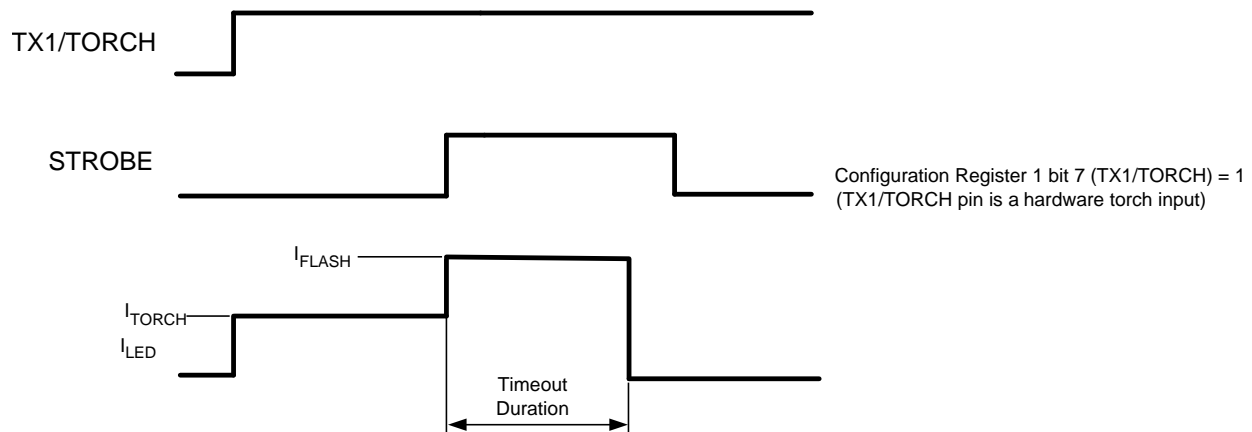 TX1/TORCH
STROBE
Configuration Register 1 bit 7 (TX1/TORCH) = 1
(TX1/TORCH pin is a hardware torch input)
IFLASH
ITORCH
ILED
Timeout
Duration